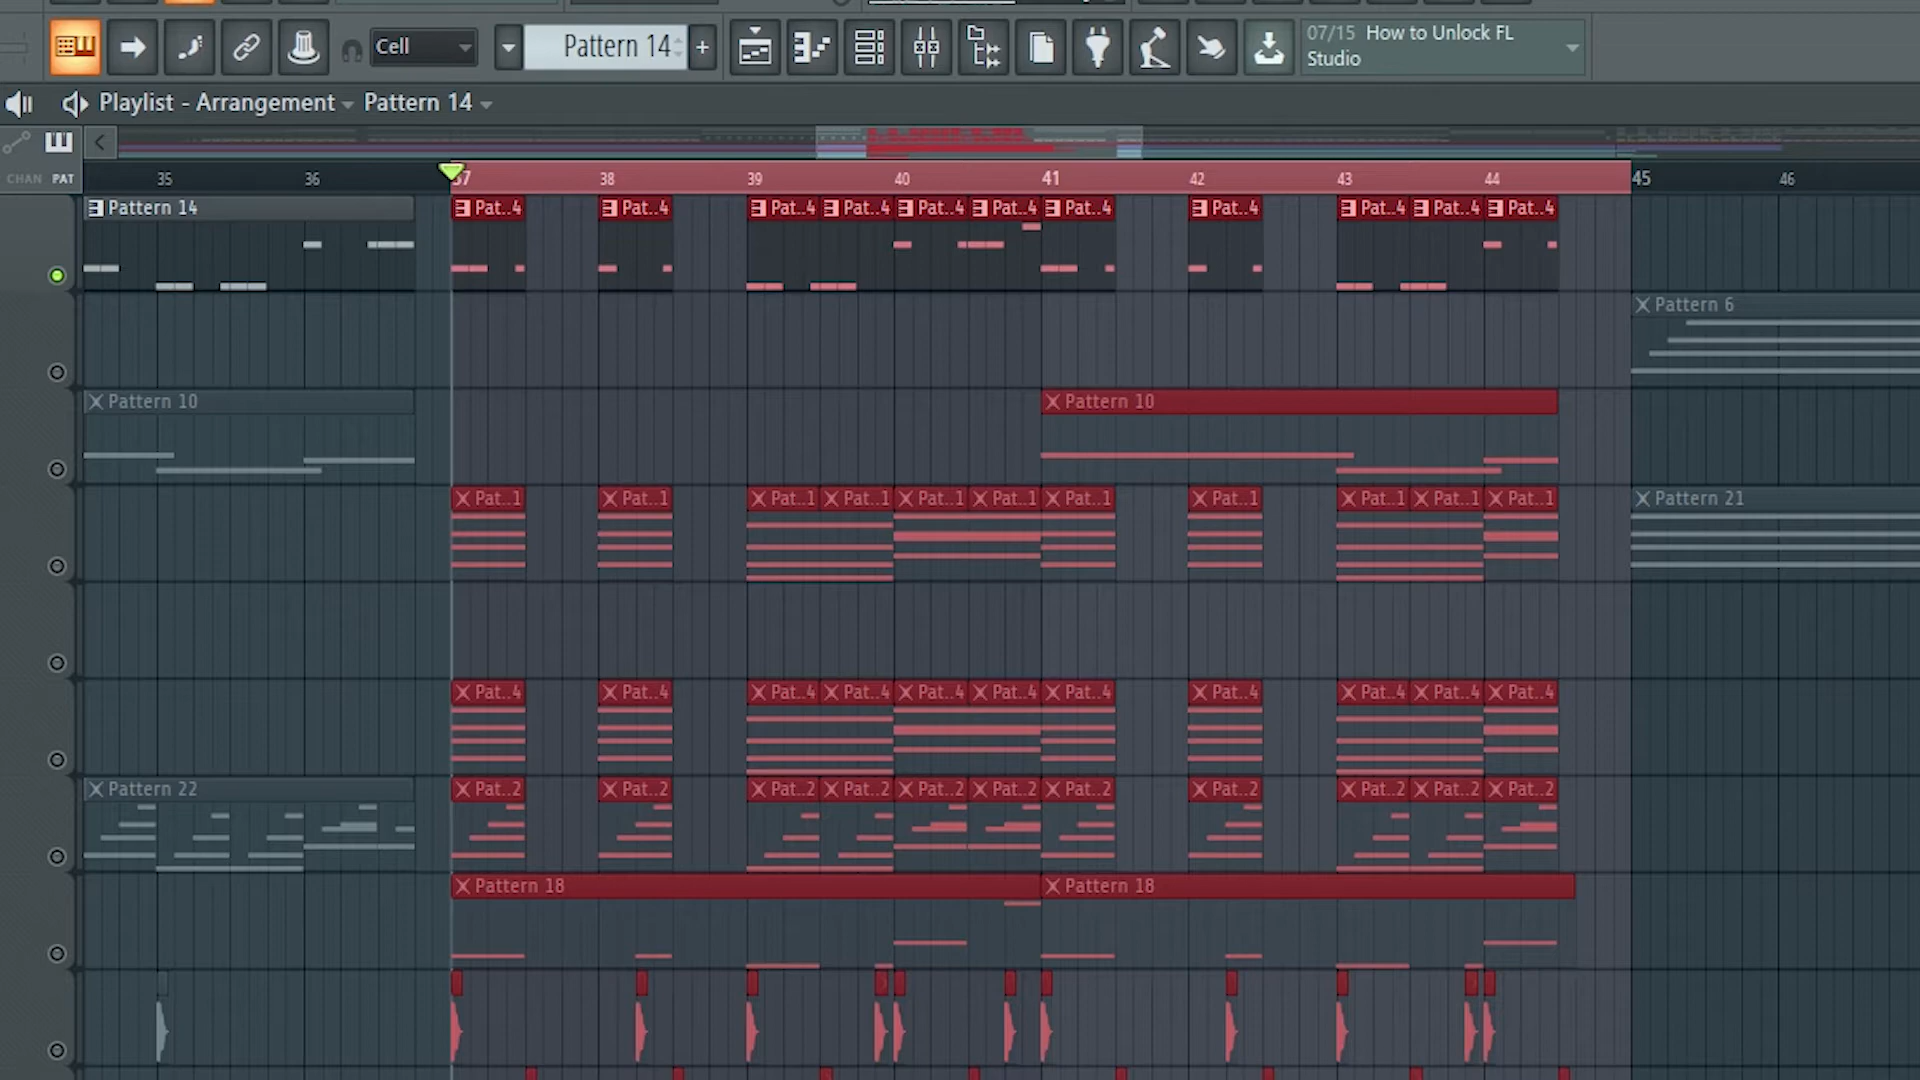 Cell
Pattern 14
07/15 How to Unlock FL
Studio
Playlist - Arrangement Pattern 14
CHAN PAT
35 36 37 38 39 40 41 42 43 44 45 46
Pattern 14 Pat..4 Pat..4 Pat..4 Pat..4 Pat..4 Pat..4 Pat..4 Pat..4 Pat..4 Pat..4 Pat..4
Pattern 6
Pattern 10 Pattern 10
Pat..1 Pat..1 Pat..1 Pat..1 Pat..1 Pat..1 Pat..1 Pat..1 Pat..1 Pat..1 Pat..1 Pattern 21
Pat..4 Pat..4 Pat..4 Pat..4 Pat..4 Pat..4 Pat..4 Pat..4 Pat..4 Pat..4 Pat..4
Pattern 22 Pat..2 Pat..2 Pat..2 Pat..2 Pat..2 Pat..2 Pat..2 Pat..2 Pat..2 Pat..2 Pat..2
Pattern 18 Pattern 18